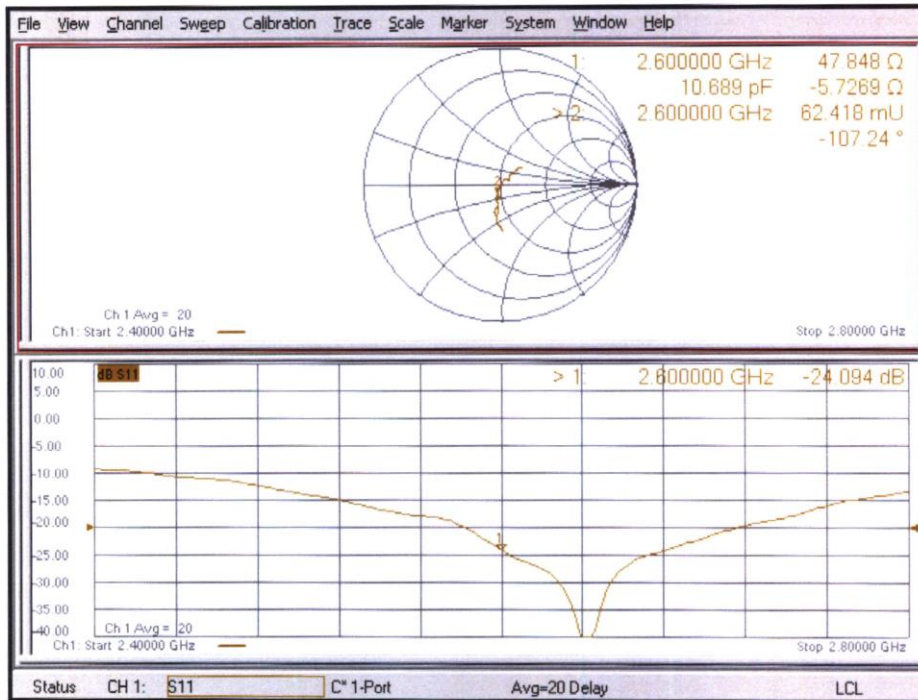 File View Channel Sweep Calibration Trace Scale Marker System Window Help
1: 2.600000 GHz 47.848 Ω
10.689 pF -5.7269 Ω
> 2: 2.600000 GHz 62.418 mU
-107.24 °
Ch 1 Avg = 20
Ch1: Start 2.40000 GHz
Stop 2.80000 GHz
10.00 dB S11
> 1: 2.600000 GHz -24.094 dB
5.00
0.00
-5.00
-10.00
-15.00
-20.00
1
-25.00
-30.00
-35.00
-40.00
Ch 1 Avg = 20
Ch1: Start 2.40000 GHz
Stop 2.80000 GHz
Status CH 1: S11 C* 1-Port Avg=20 Delay LCL